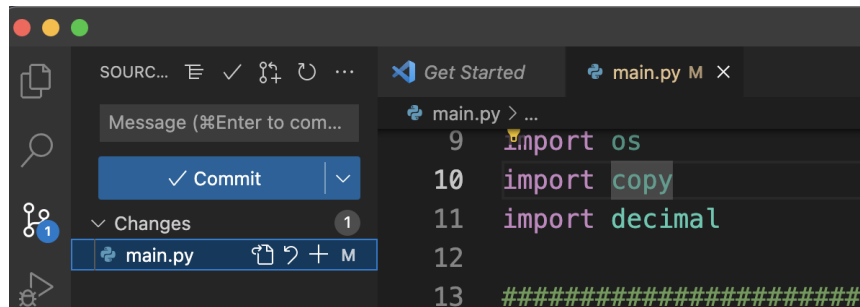 SOURC...
Message (⌘Enter to com...
Commit
Changes 1
main.py M
1
Get Started
main.py M
main.py > ...
9 import os
10 import copy
11 import decimal
12
13 #######################